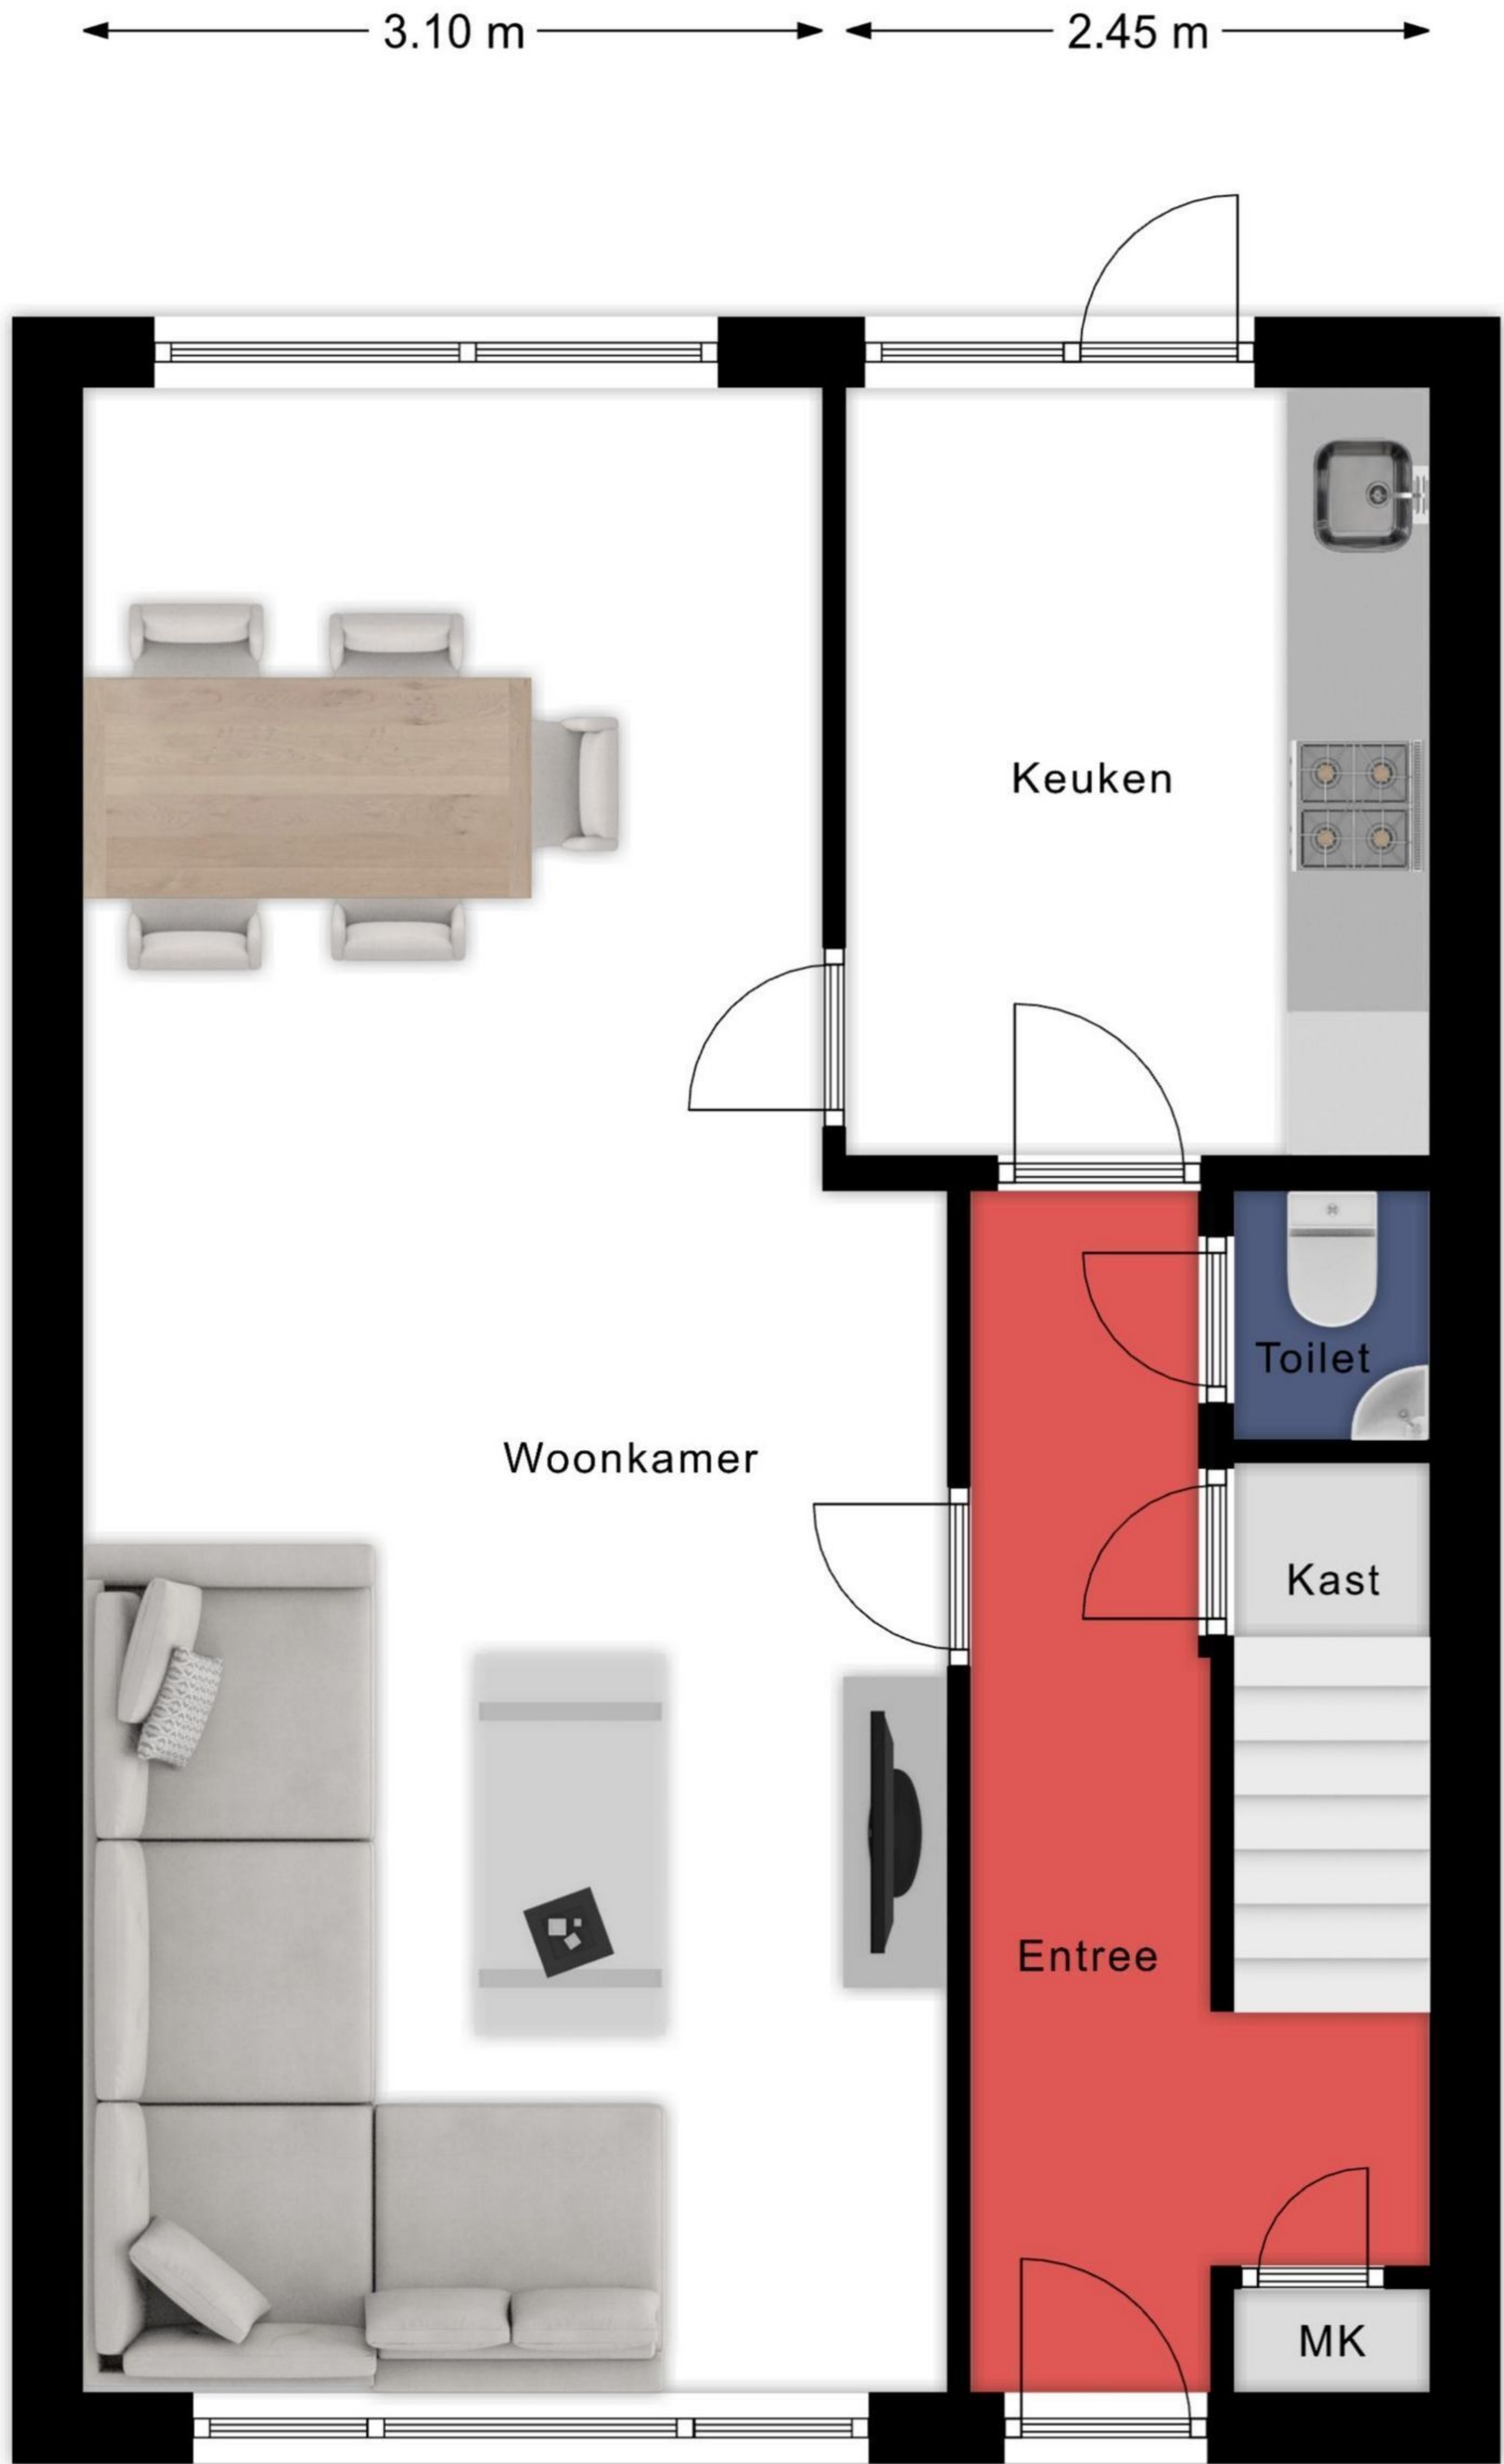 3.10 m
2.45 m
Keuken
Toilet
Woonkamer
Kast
Entree
MK